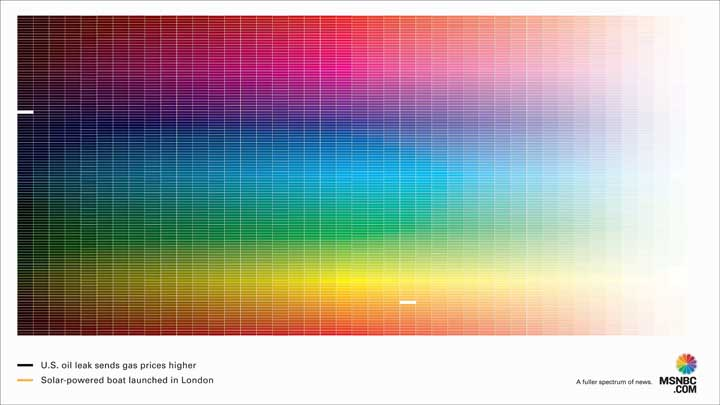 U.S. oil leak sends gas prices higher
Solar-powered boat launched in London
A fuller spectrum of news.
MSNBC
.COM